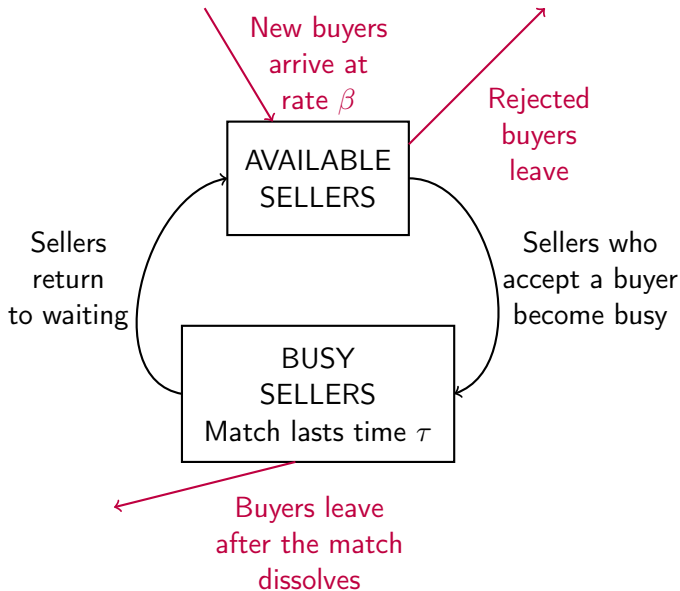 New buyers
arrive at
rate β
Rejected
buyers
leave
AVAILABLE
SELLERS
Sellers
return
to waiting
Sellers who
accept a buyer
become busy
BUSY
SELLERS
Match lasts time τ
Buyers leave
after the match
dissolves